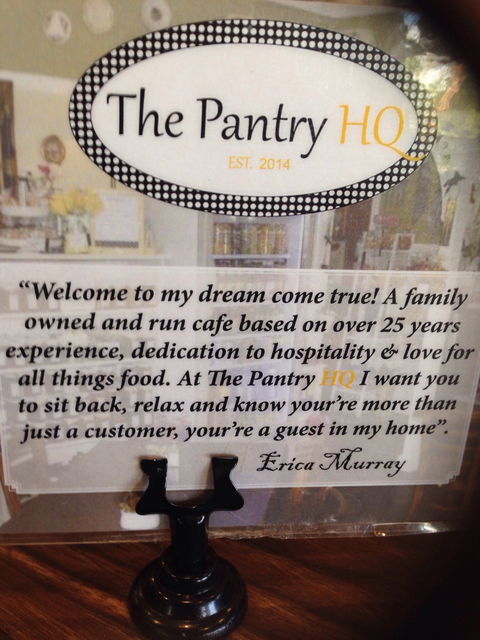 The Pantry HQ
EST. 2014
“Welcome to my dream come true! A family
owned and run cafe based on over 25 years
experience, dedication to hospitality & love for
all things food. At The Pantry HQ I want you
to sit back, relax and know your're more than
just a customer, your're a guest in my home”.
Erica Murray